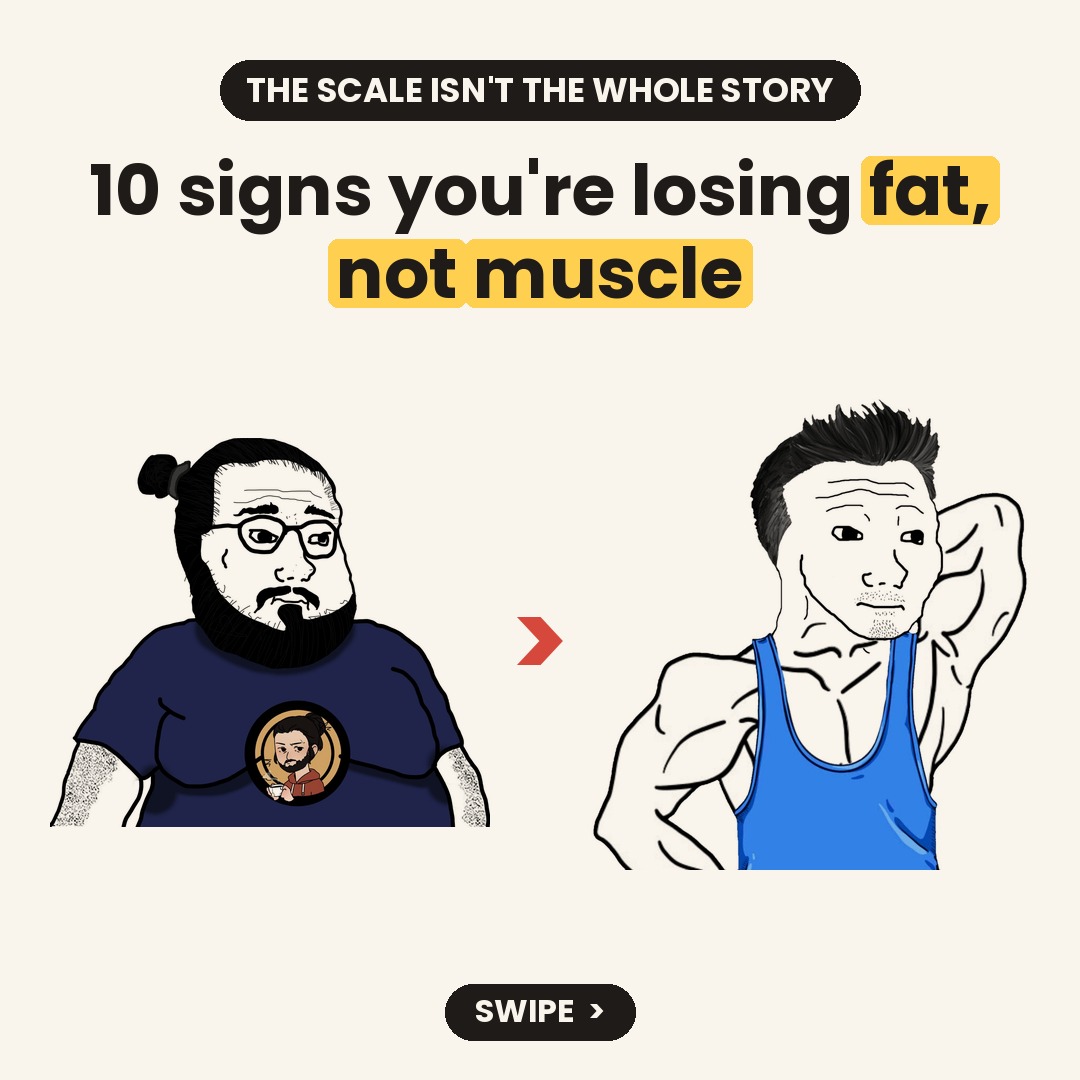 THE SCALE ISN'T THE WHOLE STORY
10 signs you're losing fat,
not muscle
SWIPE >